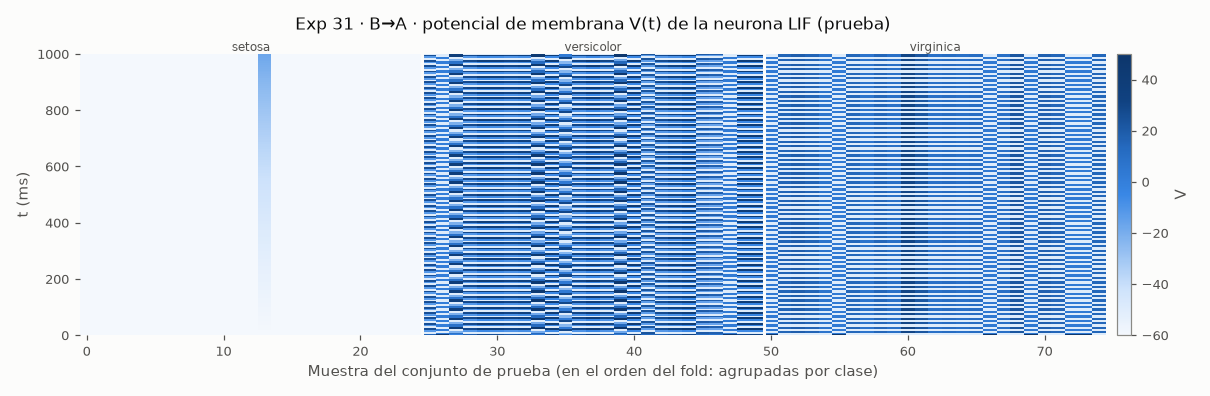 Exp 31 · B→A · potencial de membrana V(t) de la neurona LIF (prueba)
setosa versicolor virginica
1000
800
600
400
200
0
t (ms)
0 10 20 30 40 50 60 70
Muestra del conjunto de prueba (en el orden del fold: agrupadas por clase)
40
20
0
−20
−40
−60
V